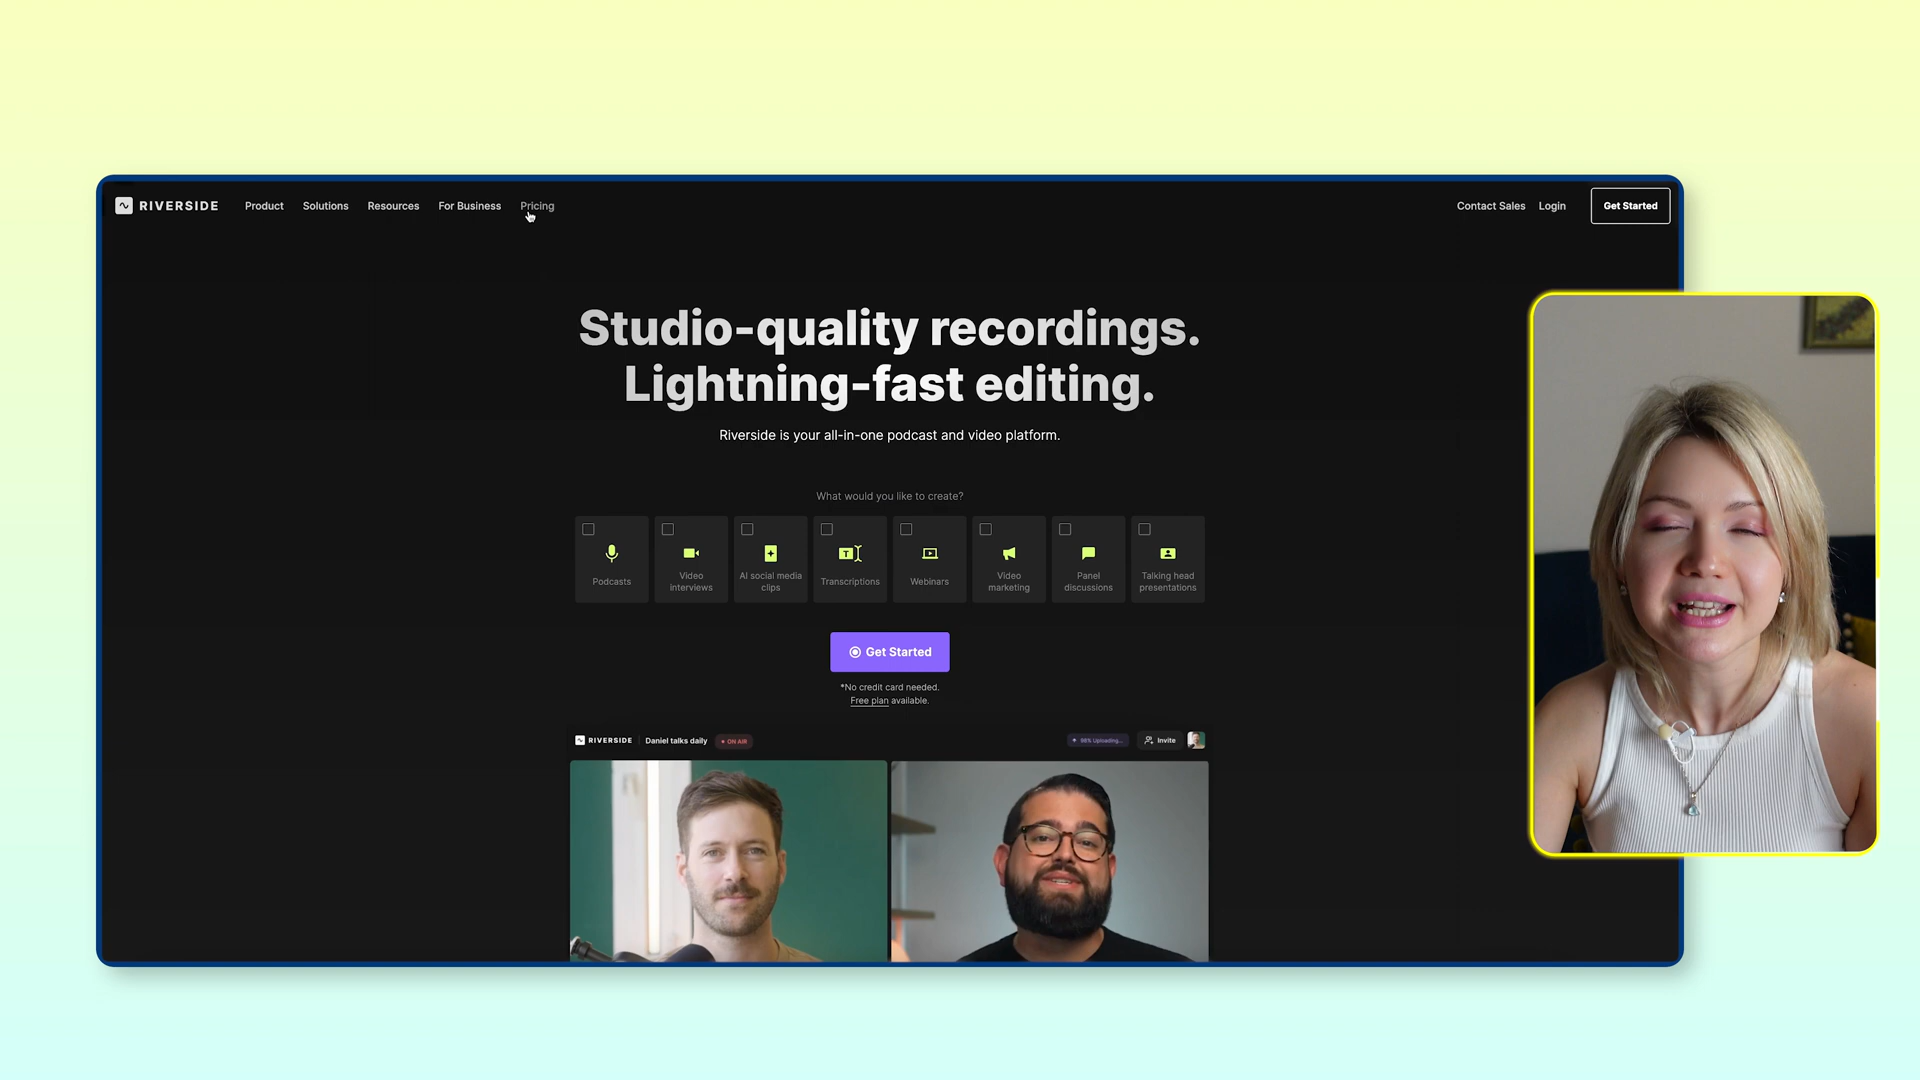 RIVERSIDE Product Solutions Resources For Business Pricing Contact Sales Login Get Started
Studio-quality recordings.
Lightning-fast editing.
Riverside is your all-in-one podcast and video platform.
What would you like to create?
Podcasts
Video
interviews
AI social media
clips
Transcriptions
Webinars
Video
marketing
Panel
discussions
Talking head
presentations
Get Started
*No credit card needed.
Free plan available.
RIVERSIDE Daniel talks daily ON AIR 98% Uploading... Invite